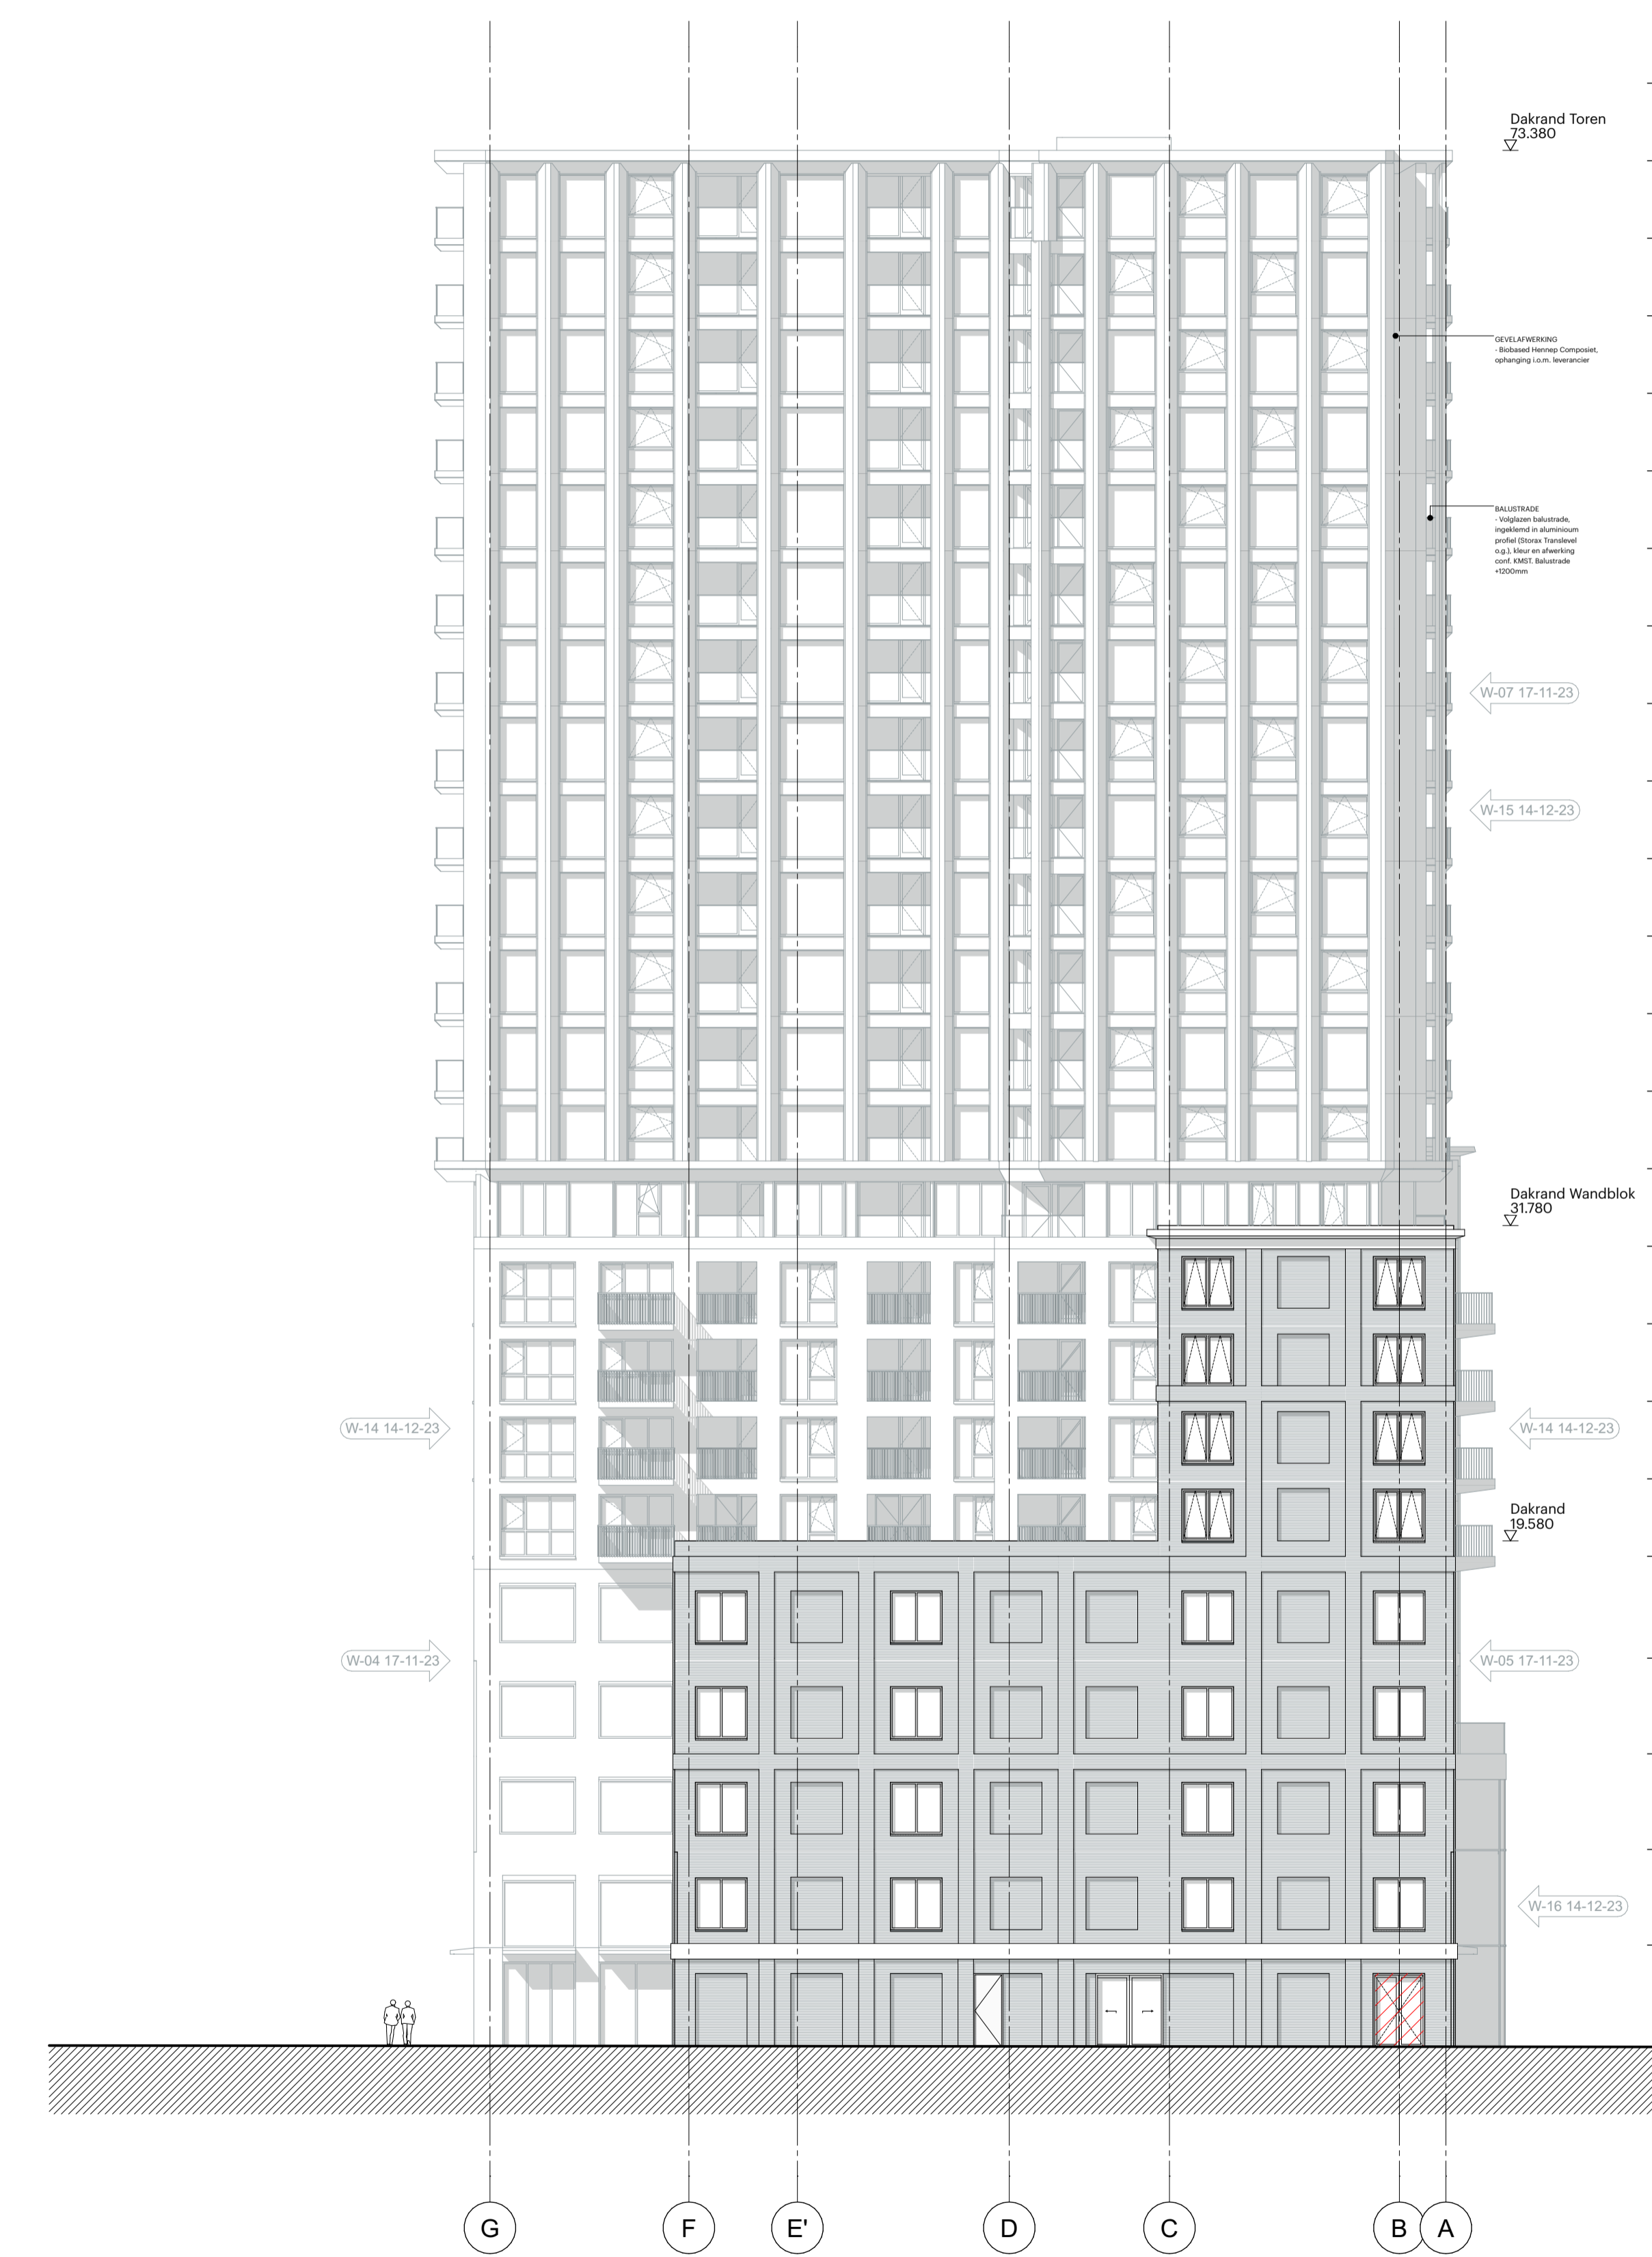 Dakrand Toren
73.380
GEVELAFWERKING
- Biobased Hennep Composiet,
ophanging i.o.m. leverancier
BALUSTRADE
- Volglazen balustrade,
ingeklemd in aluminioum
profiel (Storax Translevel
o.g.), kleur en afwerking
conf. KMST. Balustrade
+1200mm
W-07 17-11-23
W-15 14-12-23
Dakrand Wandblok
31.780
W-14 14-12-23
W-14 14-12-23
Dakrand
19.580
W-04 17-11-23
W-05 17-11-23
W-16 14-12-23
G
F
E'
D
C
B
A